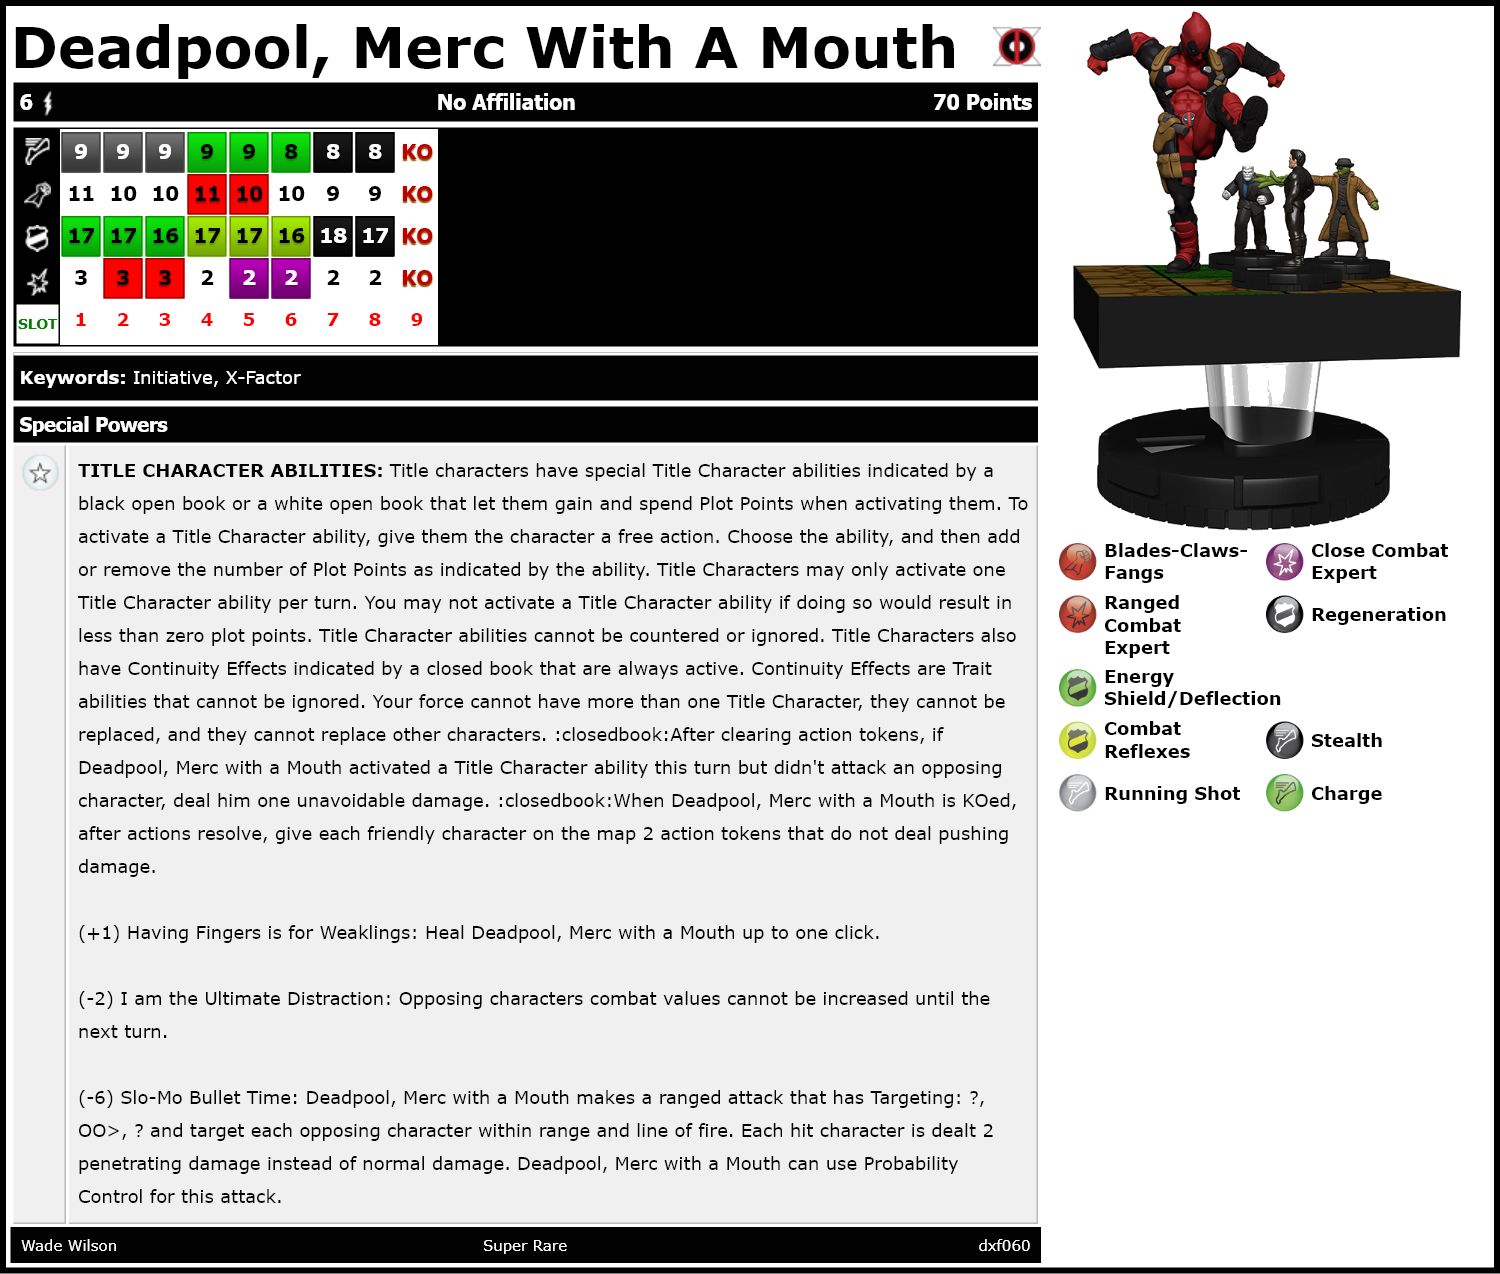 Deadpool, Merc With A Mouth
6 No Affiliation 70 Points
9 9 9 9 9 8 8 8 KO
11 10 10 11 10 10 9 9 KO
17 17 16 17 17 16 18 17 KO
3 3 3 2 2 2 2 2 KO
SLOT 1 2 3 4 5 6 7 8 9
Keywords: Initiative, X-Factor
Special Powers
TITLE CHARACTER ABILITIES: Title characters have special Title Character abilities indicated by a
black open book or a white open book that let them gain and spend Plot Points when activating them. To
activate a Title Character ability, give them the character a free action. Choose the ability, and then add
or remove the number of Plot Points as indicated by the ability. Title Characters may only activate one
Title Character ability per turn. You may not activate a Title Character ability if doing so would result in
less than zero plot points. Title Character abilities cannot be countered or ignored. Title Characters also
have Continuity Effects indicated by a closed book that are always active. Continuity Effects are Trait
abilities that cannot be ignored. Your force cannot have more than one Title Character, they cannot be
replaced, and they cannot replace other characters. :closedbook:After clearing action tokens, if
Deadpool, Merc with a Mouth activated a Title Character ability this turn but didn't attack an opposing
character, deal him one unavoidable damage. :closedbook:When Deadpool, Merc with a Mouth is KOed,
after actions resolve, give each friendly character on the map 2 action tokens that do not deal pushing
damage.
(+1) Having Fingers is for Weaklings: Heal Deadpool, Merc with a Mouth up to one click.
(-2) I am the Ultimate Distraction: Opposing characters combat values cannot be increased until the
next turn.
(-6) Slo-Mo Bullet Time: Deadpool, Merc with a Mouth makes a ranged attack that has Targeting: ?,
OO>, ? and target each opposing character within range and line of fire. Each hit character is dealt 2
penetrating damage instead of normal damage. Deadpool, Merc with a Mouth can use Probability
Control for this attack.
Wade Wilson Super Rare dxf060
Blades-Claws-
Fangs
Close Combat
Expert
Ranged
Combat
Expert
Regeneration
Energy
Shield/Deflection
Combat
Reflexes
Stealth
Running Shot
Charge